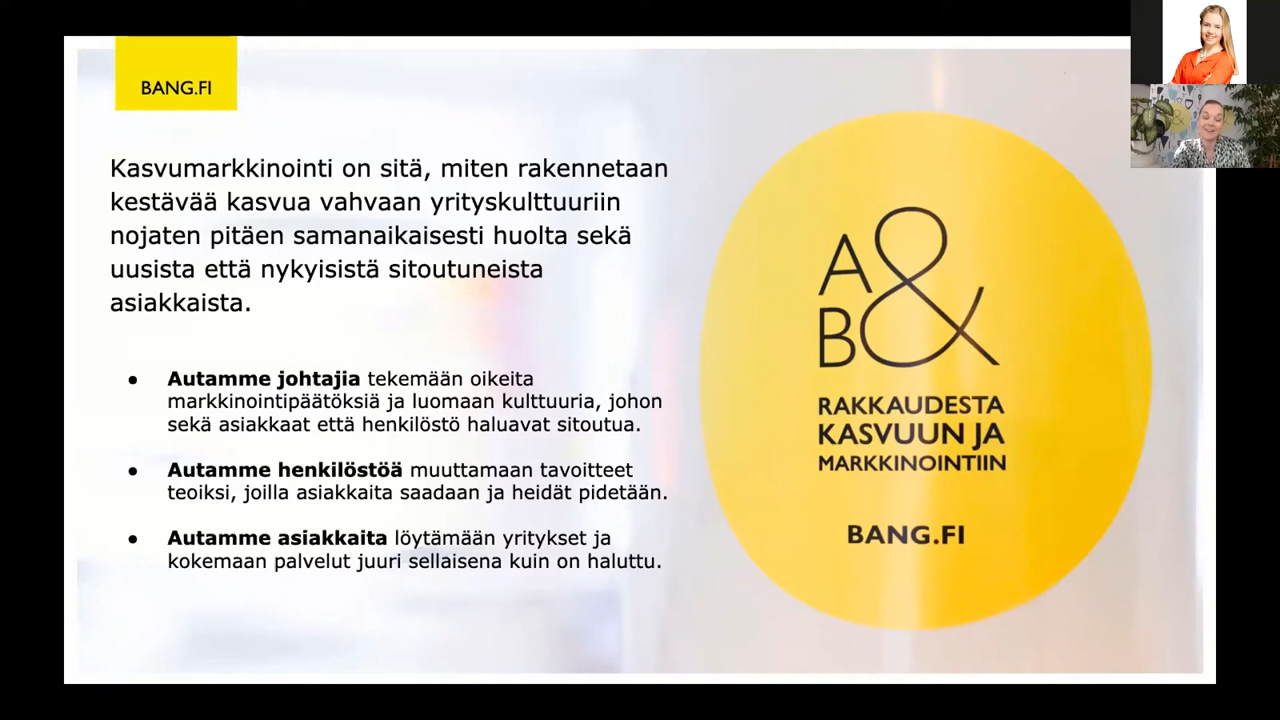 BANG.FI
Kasvumarkkinointi on sitä, miten rakennetaan
kestävää kasvua vahvaan yrityskulttuuriin
nojaten pitäen samanaikaisesti huolta sekä
uusista että nykyisistä sitoutuneista
asiakkaista.
● Autamme johtajia tekemään oikeita
markkinointipäätöksiä ja luomaan kulttuuria, johon
sekä asiakkaat että henkilöstö haluavat sitoutua.
● Autamme henkilöstöä muuttamaan tavoitteet
teoiksi, joilla asiakkaita saadaan ja heidät pidetään.
● Autamme asiakkaita löytämään yritykset ja
kokemaan palvelut juuri sellaisena kuin on haluttu.
A &
B
RAKKAUDESTA
KASVUUN JA
MARKKINOINTIIN
BANG.FI